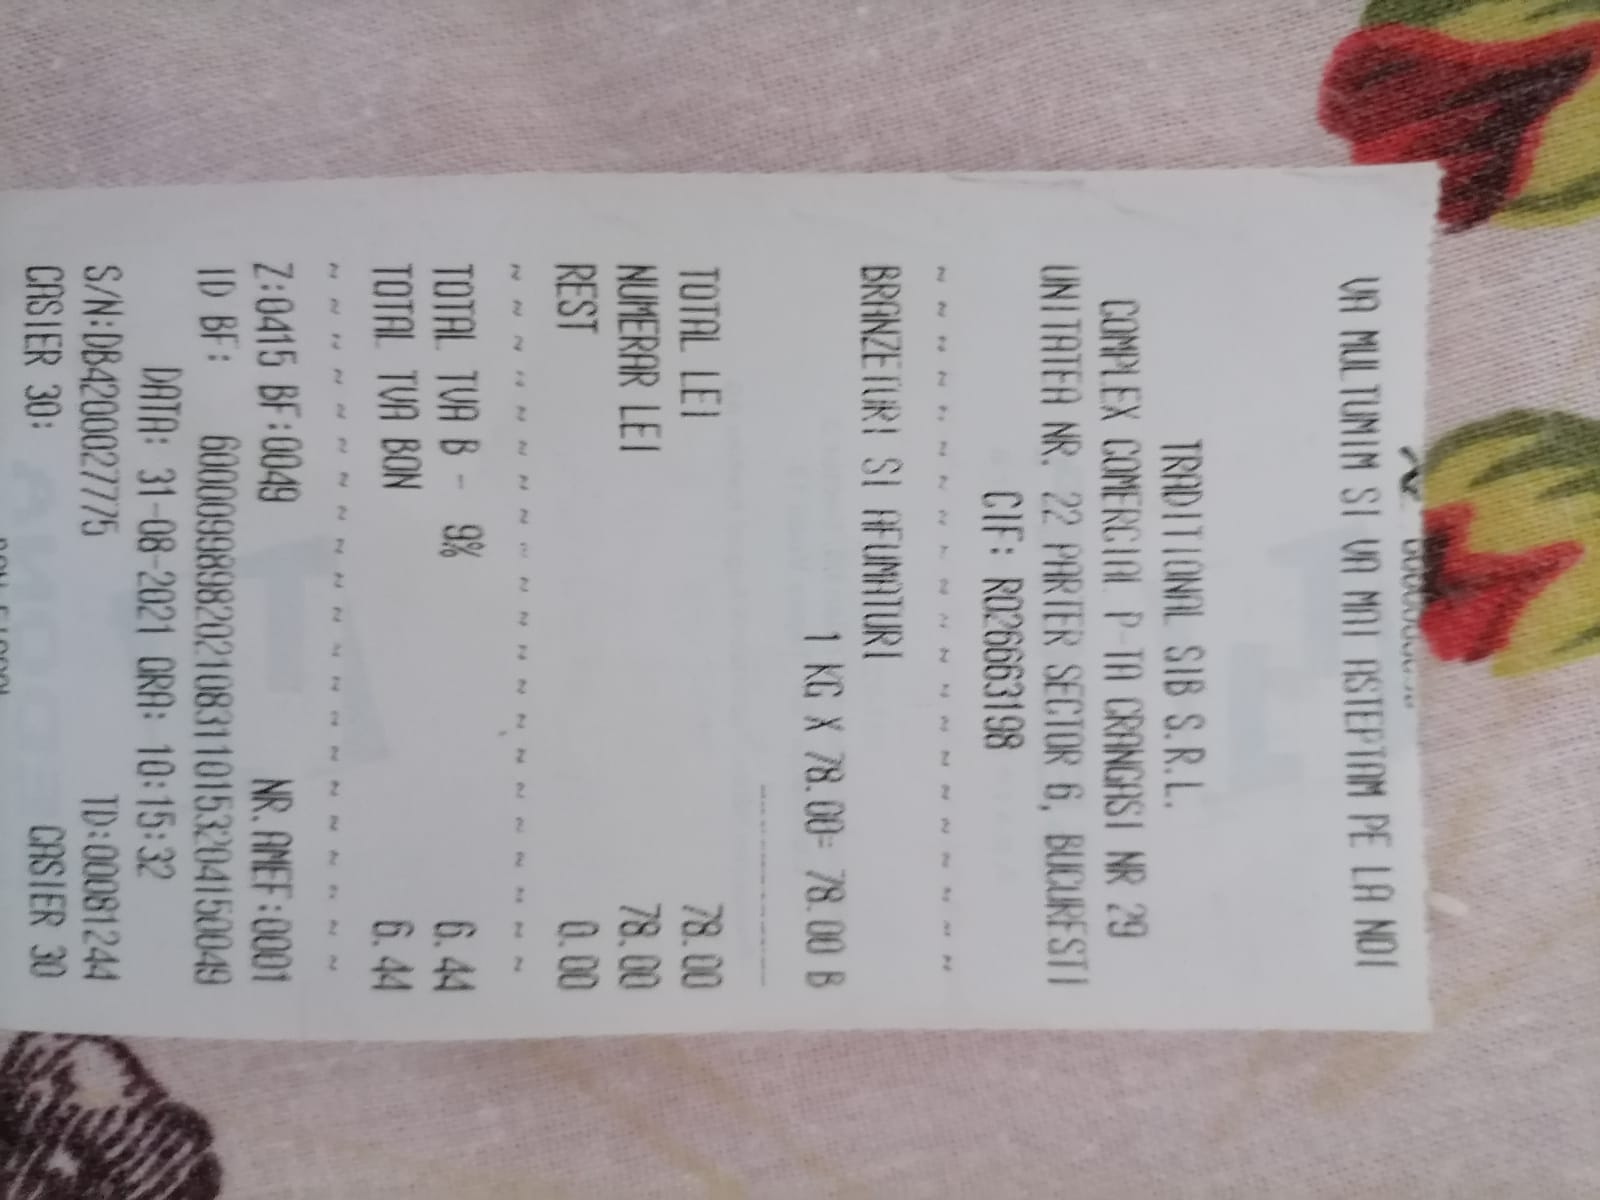 VA MULTUMIM SI VA MAI ASTEPTAM PE LA NOI
TRADITIONAL SIB S.R.L.
COMPLEX COMERCIAL P-TA CRANGASI NR 29
UNITATEA NR. 22 PARTER SECTOR 6, BUCURESTI
CIF: RO26663198
BRANZETURI SI AFUMATURI
1 KG X 78.00= 78.00 B
TOTAL LEI 78.00
NUMERAR LEI 78.00
REST 0.00
TOTAL TVA B - 9% 6.44
TOTAL TVA BON 6.44
Z:0415 BF:0049 NR.AMEF:0001
ID BF: 6000099898202108311015320415​0049
DATA: 31-08-2021 ORA: 10:15:32
S/N:DB4200027775 TD:00081244
CASIER 30: CASIER 30